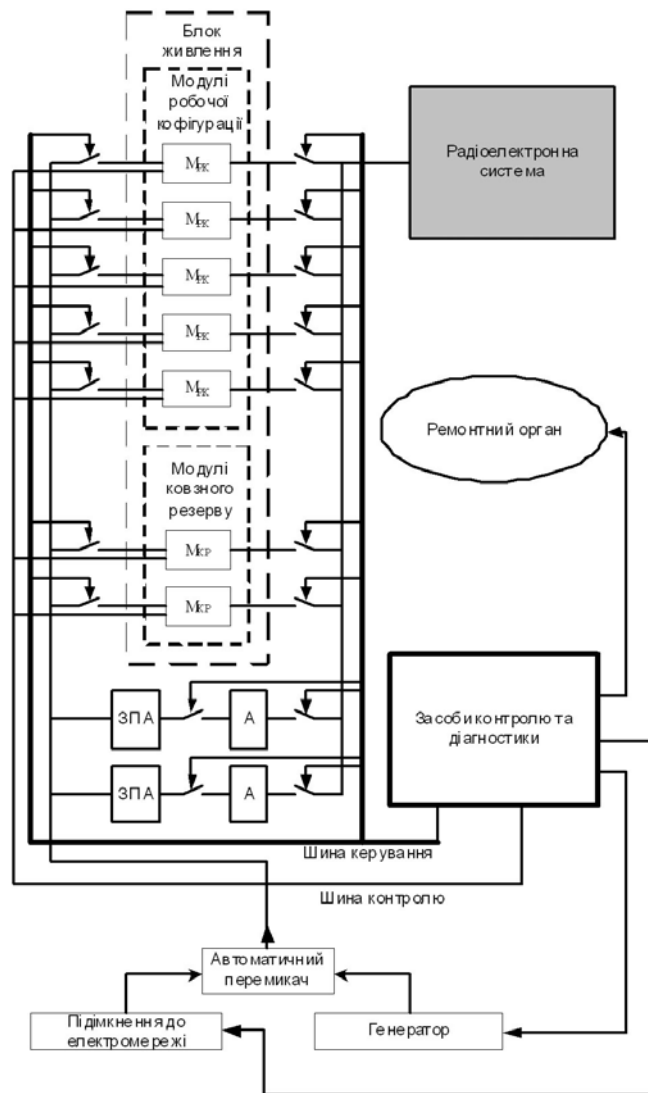 Блок
живлення
Модулі
робочої
кофігурації
МРК
МРК
МРК
МРК
МРК
Радіоелектронна
система
Ремонтний орган
Модулі
ковзного
резерву
МКР
МКР
ЗПА
А
ЗПА
А
Засоби контролю та
діагностики
Шина керування
Шина контролю
Автоматичний
перемикач
Підімкнення до
електромережі
Генератор